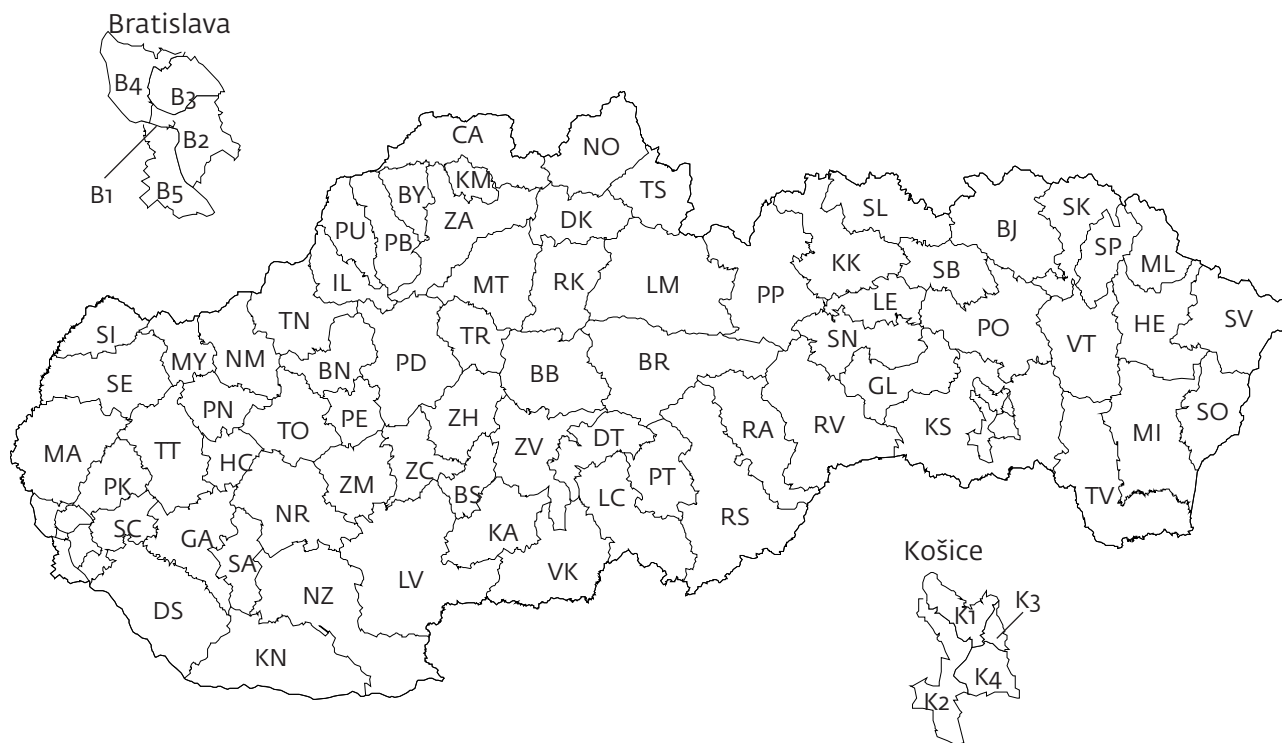 Bratislava
B4
B3
B2
B1
B5
CA
NO
KM
TS
BY
ZA
DK
PU
PB
SL
SK
BJ
SP
ML
IL
MT
RK
LM
PP
KK
SB
LE
SI
TN
TR
PO
HE
SV
VT
MY
NM
BN
PD
BB
BR
SN
SE
GL
PN
PE
TO
ZH
ZV
DT
RA
RV
KS
SO
MI
MA
TT
HC
PK
ZM
ZC
BS
LC
PT
TV
SC
GA
NR
KA
RS
SA
LV
VK
DS
NZ
KN
Košice
K1
K3
K4
K2